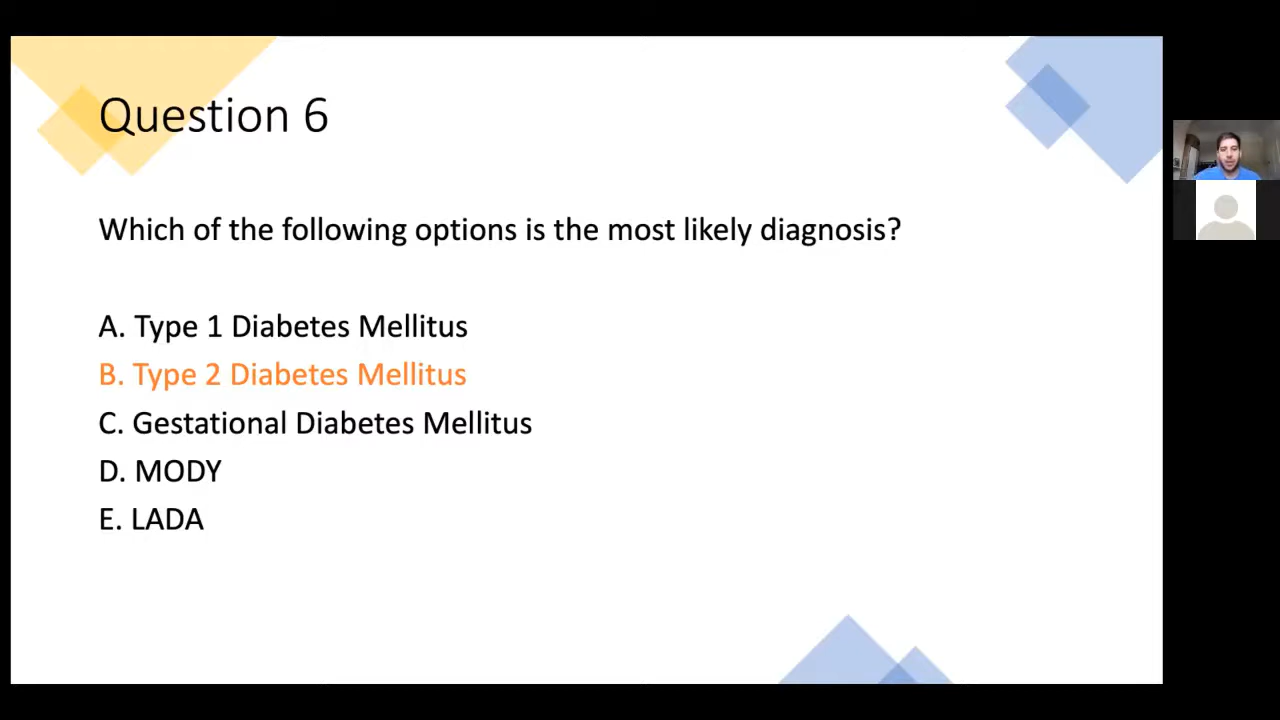 Question 6
Which of the following options is the most likely diagnosis?
A. Type 1 Diabetes Mellitus
B. Type 2 Diabetes Mellitus
C. Gestational Diabetes Mellitus
D. MODY
E. LADA